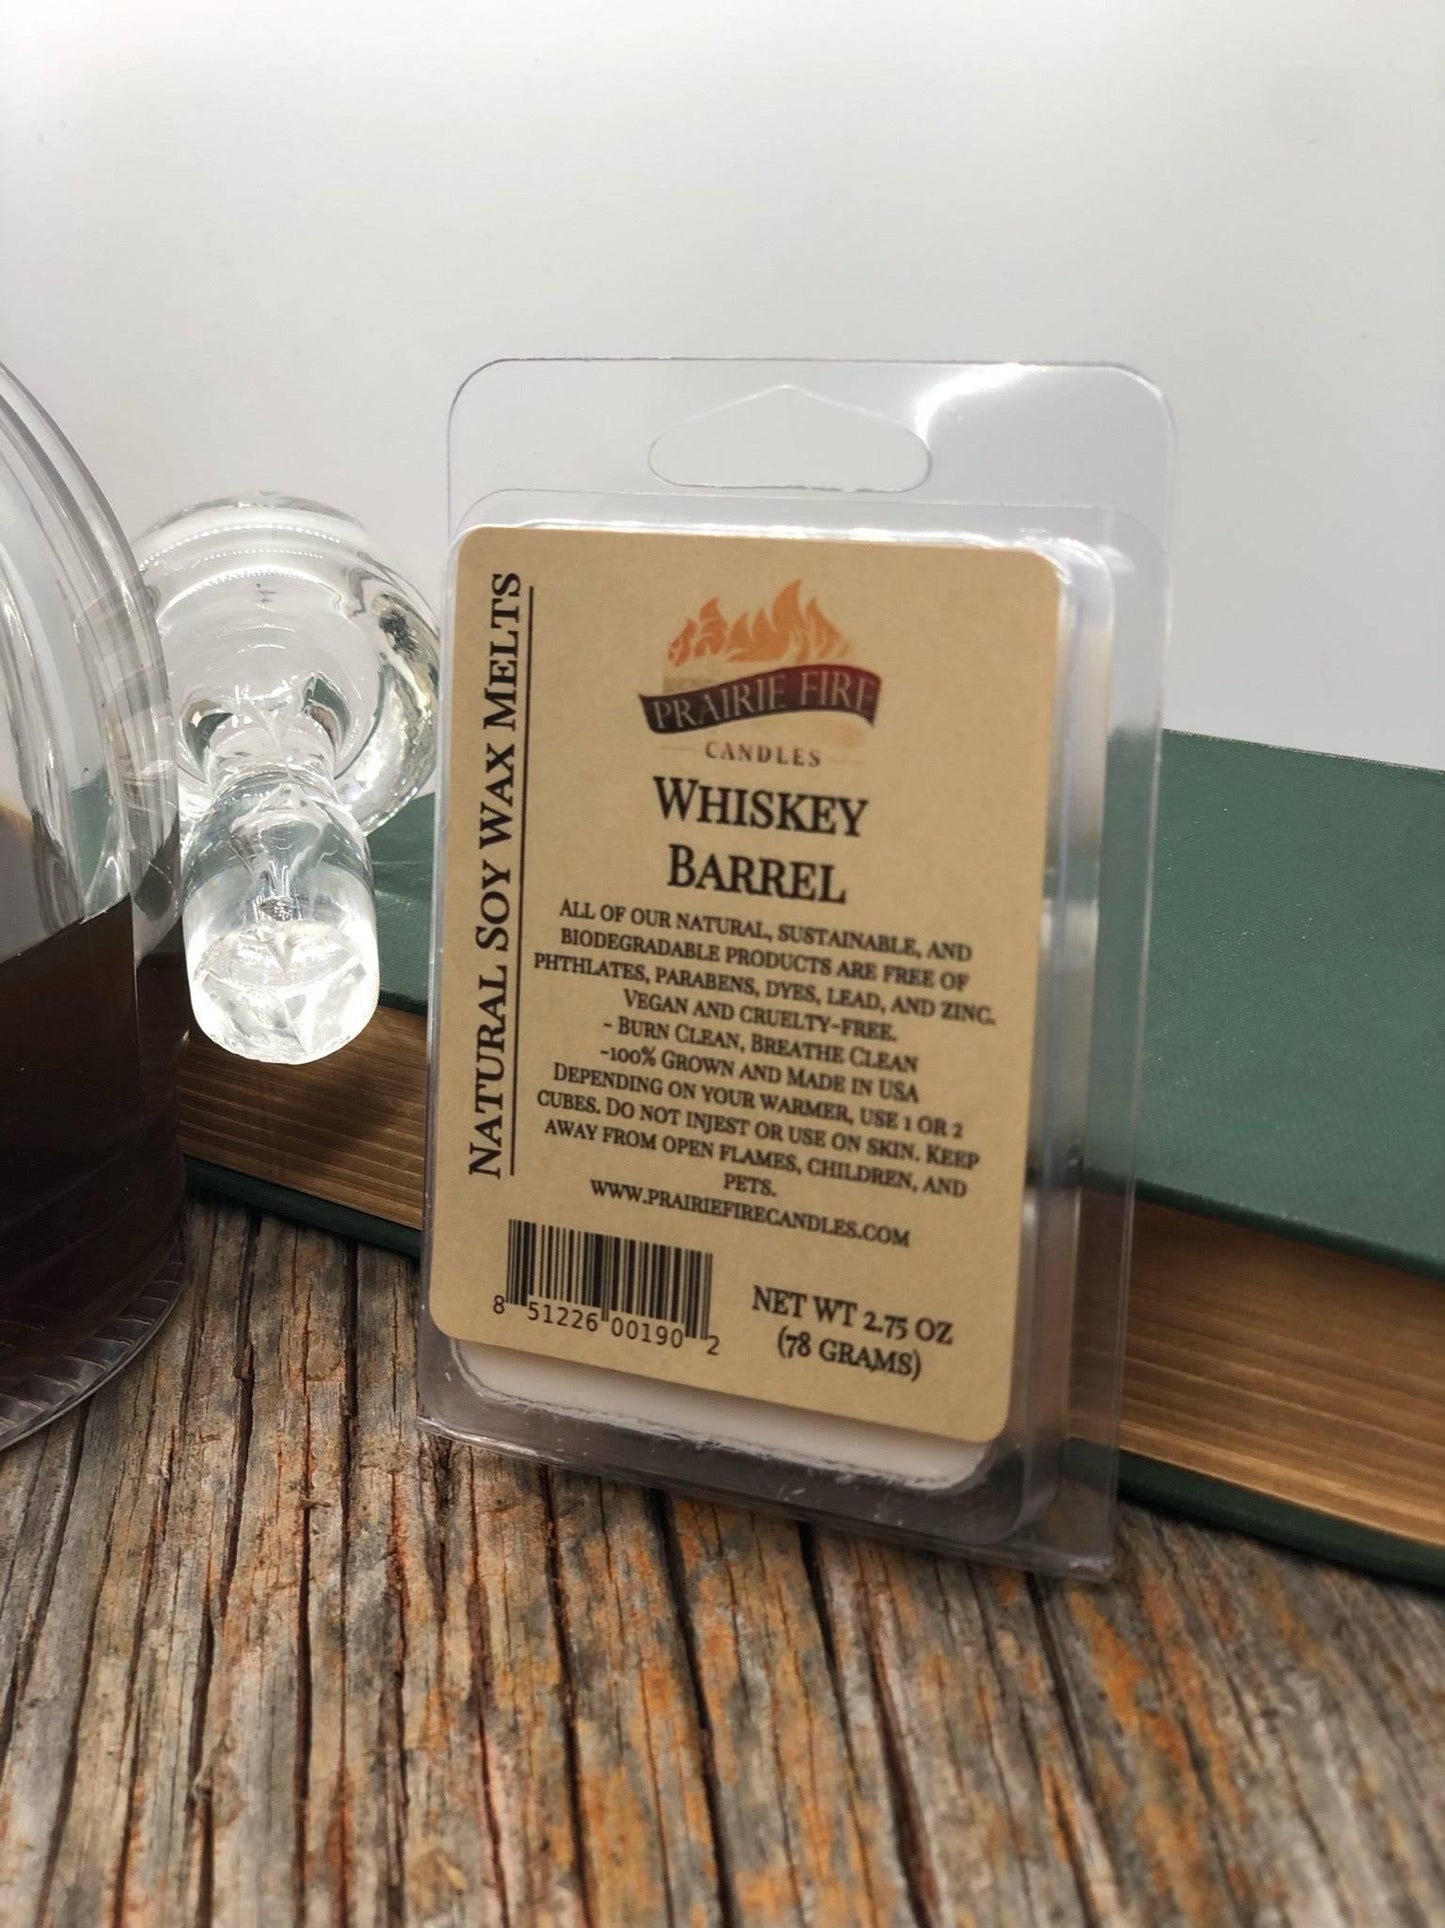 NATURAL SOY WAX MELTS
PRAIRIE FIRE
CANDLES
WHISKEY
BARREL
ALL OF OUR NATURAL, SUSTAINABLE, AND
BIODEGRADABLE PRODUCTS ARE FREE OF
PHTHLATES, PARABENS, DYES, LEAD, AND ZINC.
VEGAN AND CRUELTY-FREE.
- BURN CLEAN, BREATHE CLEAN
-100% GROWN AND MADE IN USA
DEPENDING ON YOUR WARMER, USE 1 OR 2
CUBES. DO NOT INJEST OR USE ON SKIN. KEEP
AWAY FROM OPEN FLAMES, CHILDREN, AND
PETS.
WWW.PRAIRIEFIRECANDLES.COM
8 51226 00190 2
NET WT 2.75 OZ
(78 GRAMS)